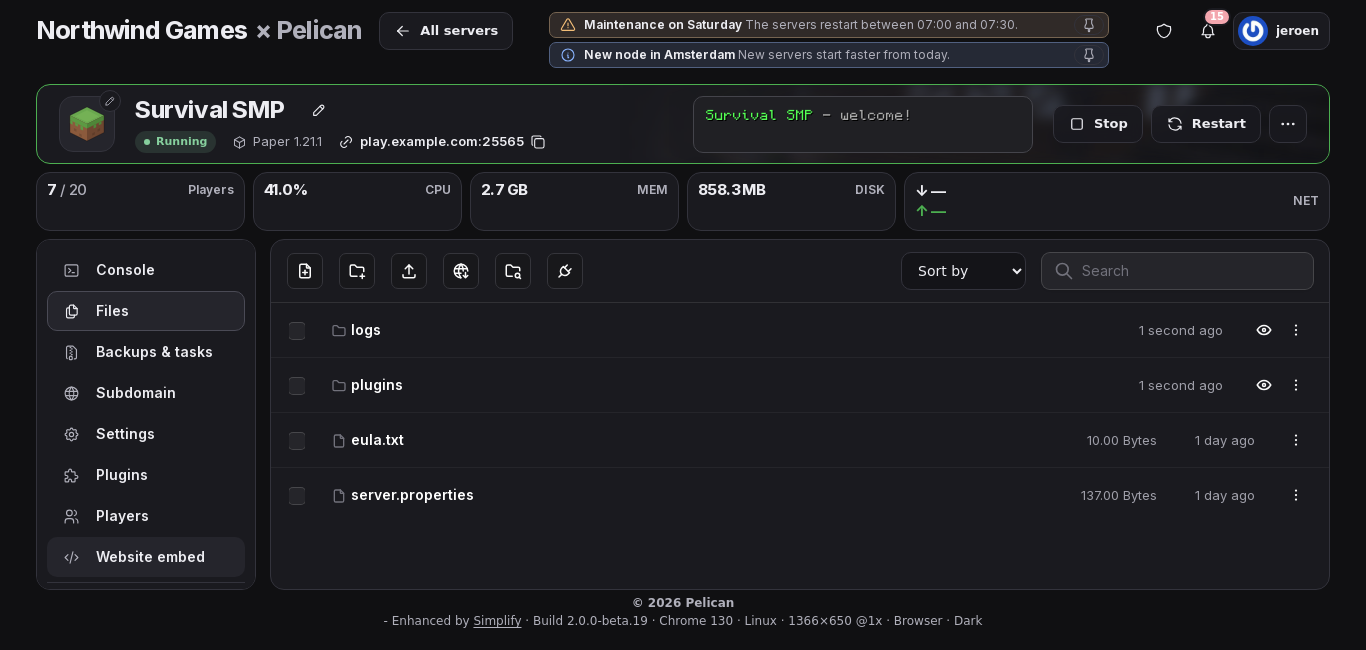 Northwind Games × Pelican
All servers
Maintenance on Saturday The servers restart between 07:00 and 07:30.
New node in Amsterdam New servers start faster from today.
15
jeroen
Survival SMP
Running
Paper 1.21.1
play.example.com:25565
Survival SMP – welcome!
Stop
Restart
7 / 20
Players
41.0%
CPU
2.7 GB
MEM
858.3 MB
DISK
↓ —
↑ —
NET
Console
Files
Backups & tasks
Subdomain
Settings
Plugins
Players
Website embed
Sort by
Search
logs
1 second ago
plugins
1 second ago
eula.txt
10.00 Bytes
1 day ago
server.properties
137.00 Bytes
1 day ago
© 2026 Pelican
- Enhanced by Simplify · Build 2.0.0-beta.19 · Chrome 130 · Linux · 1366×650 @1x · Browser · Dark